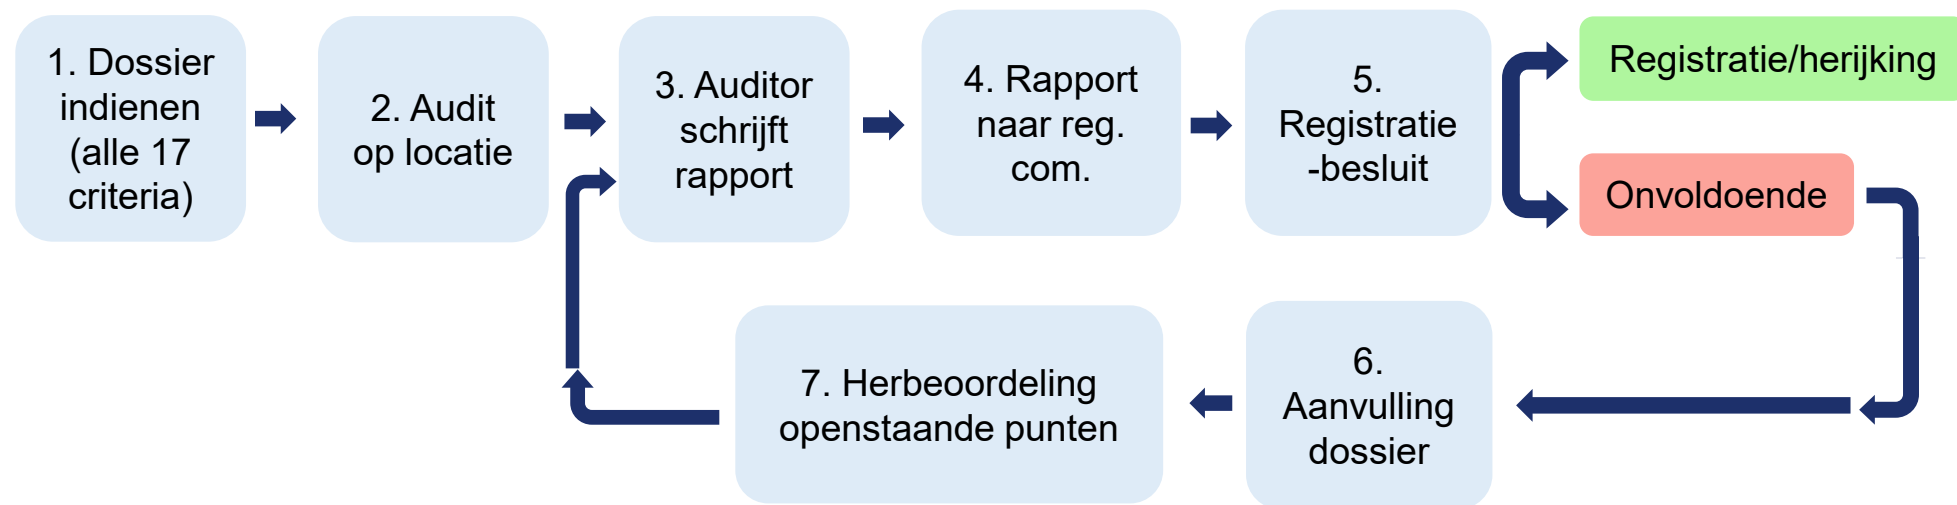 1. Dossier
indienen
(alle 17
criteria)
2. Audit
op locatie
3. Auditor
schrijft
rapport
4. Rapport
naar reg.
com.
5.
Registratie
-besluit
Registratie/herijking
Onvoldoende
6.
Aanvulling
dossier
7. Herbeoordeling
openstaande punten